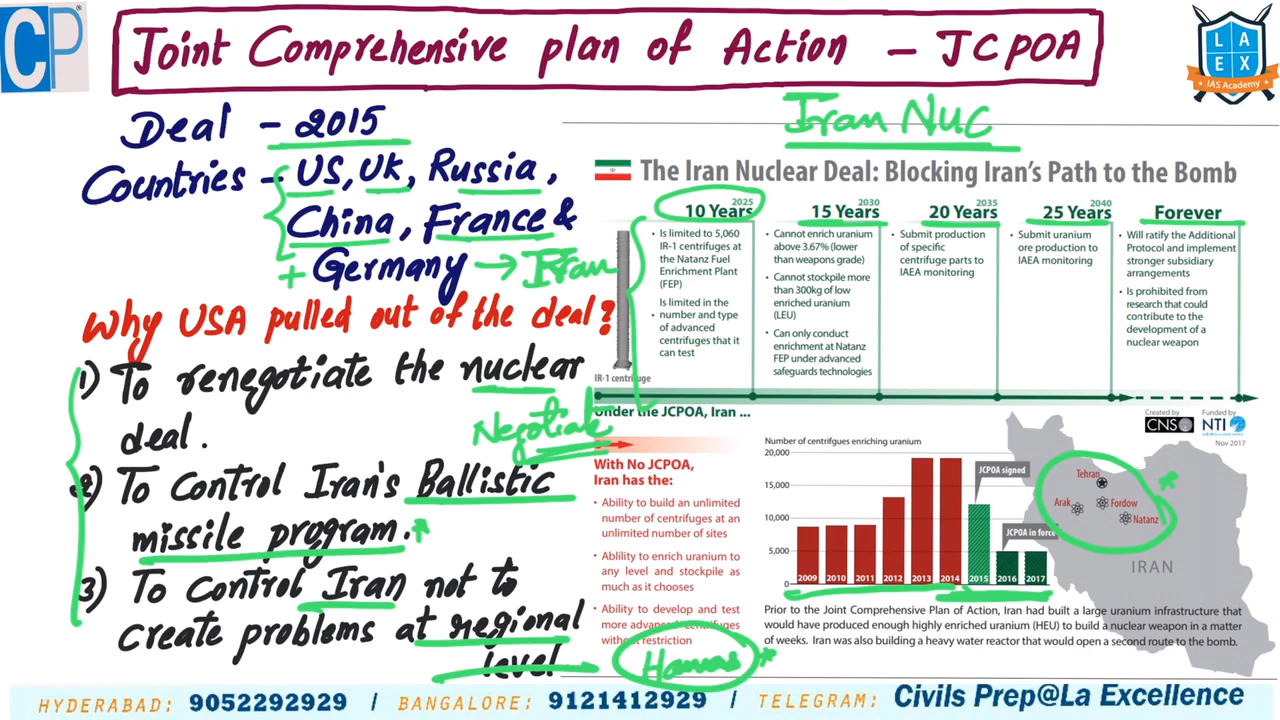 CP
Joint Comprehensive plan of Action – JCPOA
LAEX
IAS Academy
Deal - 2015
Countries - US, UK, Russia,
China, France &
+ Germany → Iran
Why USA pulled out of the deal?
1) To renegotiate the nuclear
deal.
Negotiate
2) To control Iran's Ballistic
missile program.*
3) To control Iran not to
create problems at regional
level
Hamas *
Iran NUC
The Iran Nuclear Deal: Blocking Iran's Path to the Bomb
2025
10 Years
• Is limited to 5,060
IR-1 centrifuges at
the Natanz Fuel
Enrichment Plant
(FEP)
• Is limited in the
• number and type
of advanced
centrifuges that it
can test
2030
15 Years
• Cannot enrich uranium
above 3.67% (lower
than weapons grade)
• Cannot stockpile more
than 300kg of low
enriched uranium
(LEU)
• Can only conduct
enrichment at Natanz
FEP under advanced
safeguards technologies
2035
20 Years
• Submit production
of specific
centrifuge parts to
IAEA monitoring
2040
25 Years
• Submit uranium
ore production to
IAEA monitoring
Forever
• Will ratify the Additional
Protocol and implement
stronger subsidiary
arrangements
• Is prohibited from
research that could
contribute to the
development of a
nuclear weapon
IR-1 centrifuge
Under the JCPOA, Iran ...
Created by
CNS
Funded by
NTI
Nov 2017
With No JCPOA,
Iran has the:
• Ability to build an unlimited
number of centrifuges at an
unlimited number of sites
• Ablility to enrich uranium to
any level and stockpile as
much as it chooses
• Ability to develop and test
more advanced centrifuges
without restriction
Number of centrifgues enriching uranium
20,000
15,000
10,000
5,000
0
2009 2010 2011 2012 2013 2014 2015 2016 2017
JCPOA signed
JCPOA in force
Tehran
Arak
Fordow
Natanz
*
IRAN
Prior to the Joint Comprehensive Plan of Action, Iran had built a large uranium infrastructure that
would have produced enough highly enriched uranium (HEU) to build a nuclear weapon in a matter
of weeks. Iran was also building a heavy water reactor that would open a second route to the bomb.
HYDERABAD: 9052292929 / BANGALORE: 9121412929 / TELEGRAM: Civils Prep@La Excellence